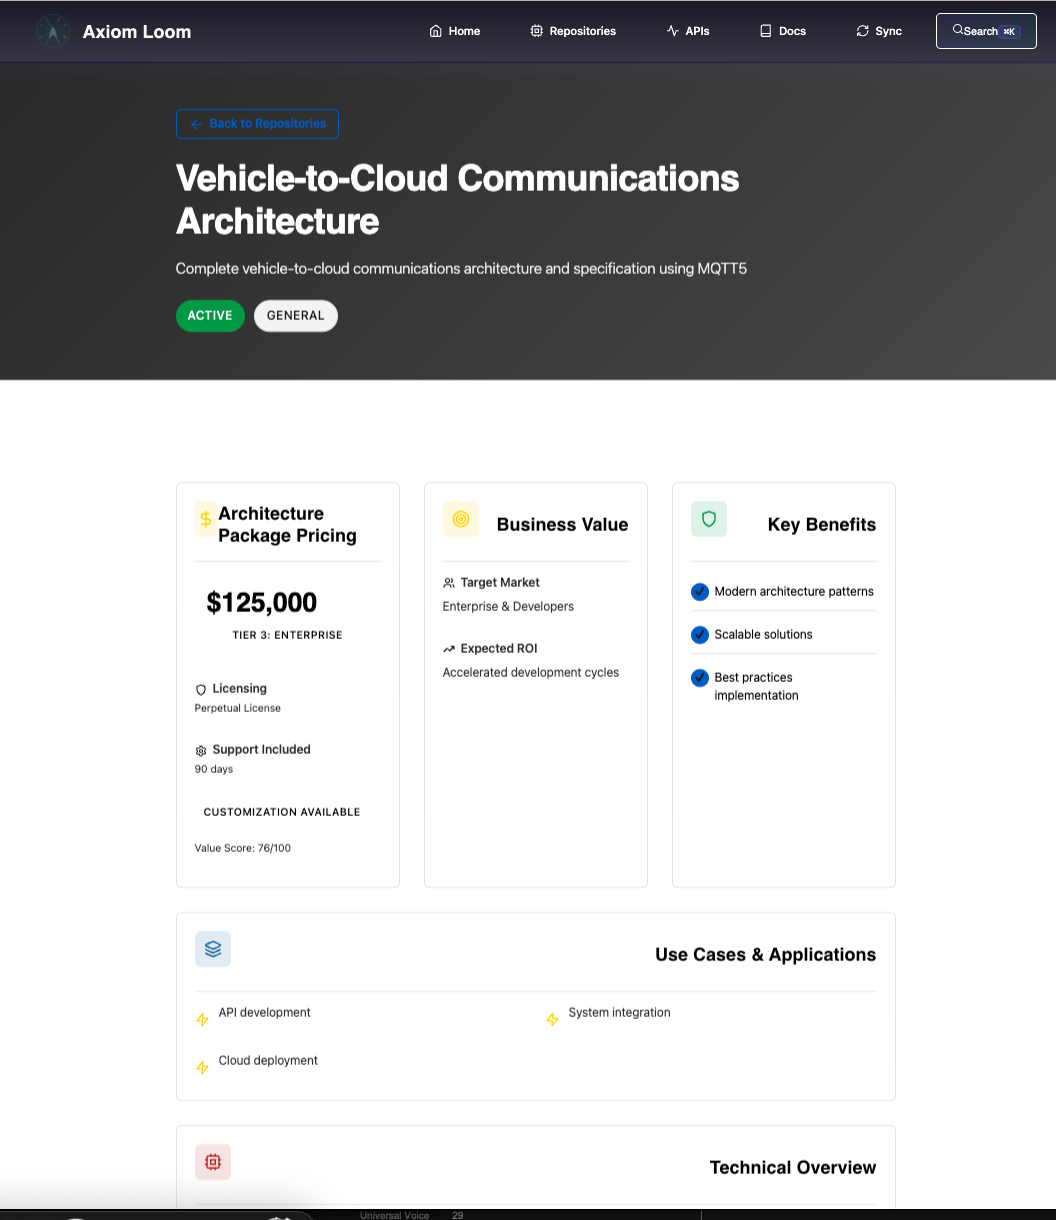 Axiom Loom
Home
Repositories
APIs
Docs
Sync
Search ⌘K
Back to Repositories
Vehicle-to-Cloud Communications
Architecture
Complete vehicle-to-cloud communications architecture and specification using MQTT5
ACTIVE
GENERAL
Architecture
Package Pricing
$125,000
TIER 3: ENTERPRISE
Licensing
Perpetual License
Support Included
90 days
CUSTOMIZATION AVAILABLE
Value Score: 76/100
Business Value
Target Market
Enterprise & Developers
Expected ROI
Accelerated development cycles
Key Benefits
Modern architecture patterns
Scalable solutions
Best practices
implementation
Use Cases & Applications
API development
System integration
Cloud deployment
Technical Overview
Universal Voice 29